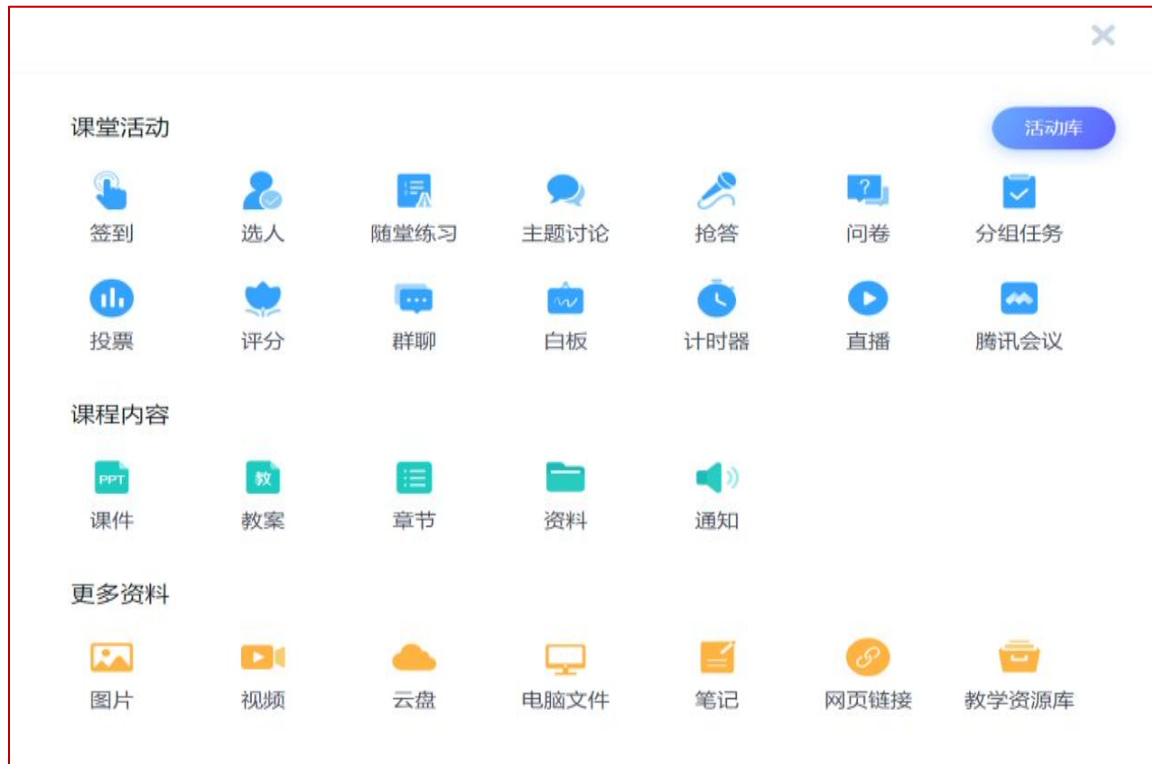 课堂活动 活动库
签到 选人 随堂练习 主题讨论 抢答 问卷 分组任务
投票 评分 群聊 白板 计时器 直播 腾讯会议
课程内容
PPT 教
课件 教案 章节 资料 通知
更多资料
图片 视频 云盘 电脑文件 笔记 网页链接 教学资源库